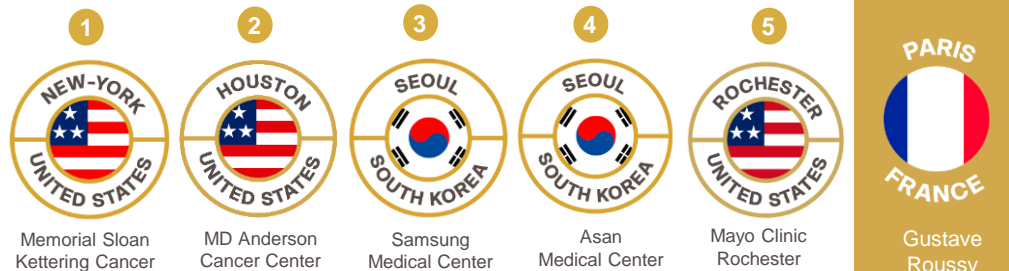 1
NEW-YORK
UNITED STATES
Memorial Sloan
Kettering Cancer
2
HOUSTON
UNITED STATES
MD Anderson
Cancer Center
3
SEOUL
SOUTH KOREA
Samsung
Medical Center
4
SEOUL
SOUTH KOREA
Asan
Medical Center
5
ROCHESTER
UNITED STATES
Mayo Clinic
Rochester
PARIS
FRANCE
Gustave
Roussy